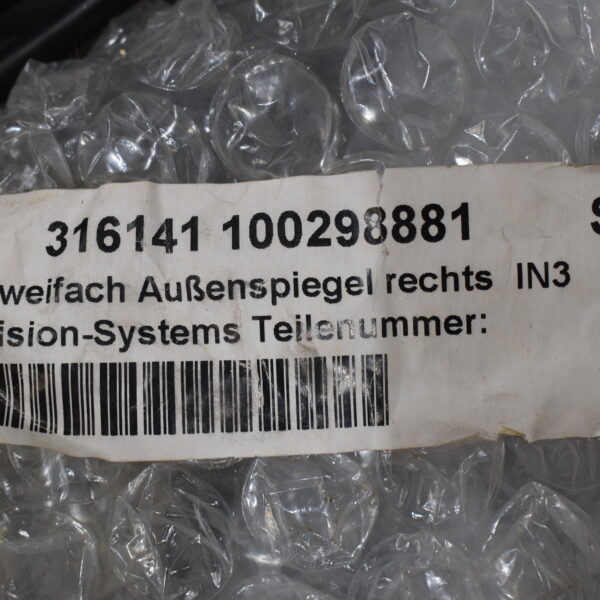 316141 100298881 S
weifach Außenspiegel rechts IN3
ision-Systems Teilenummer: